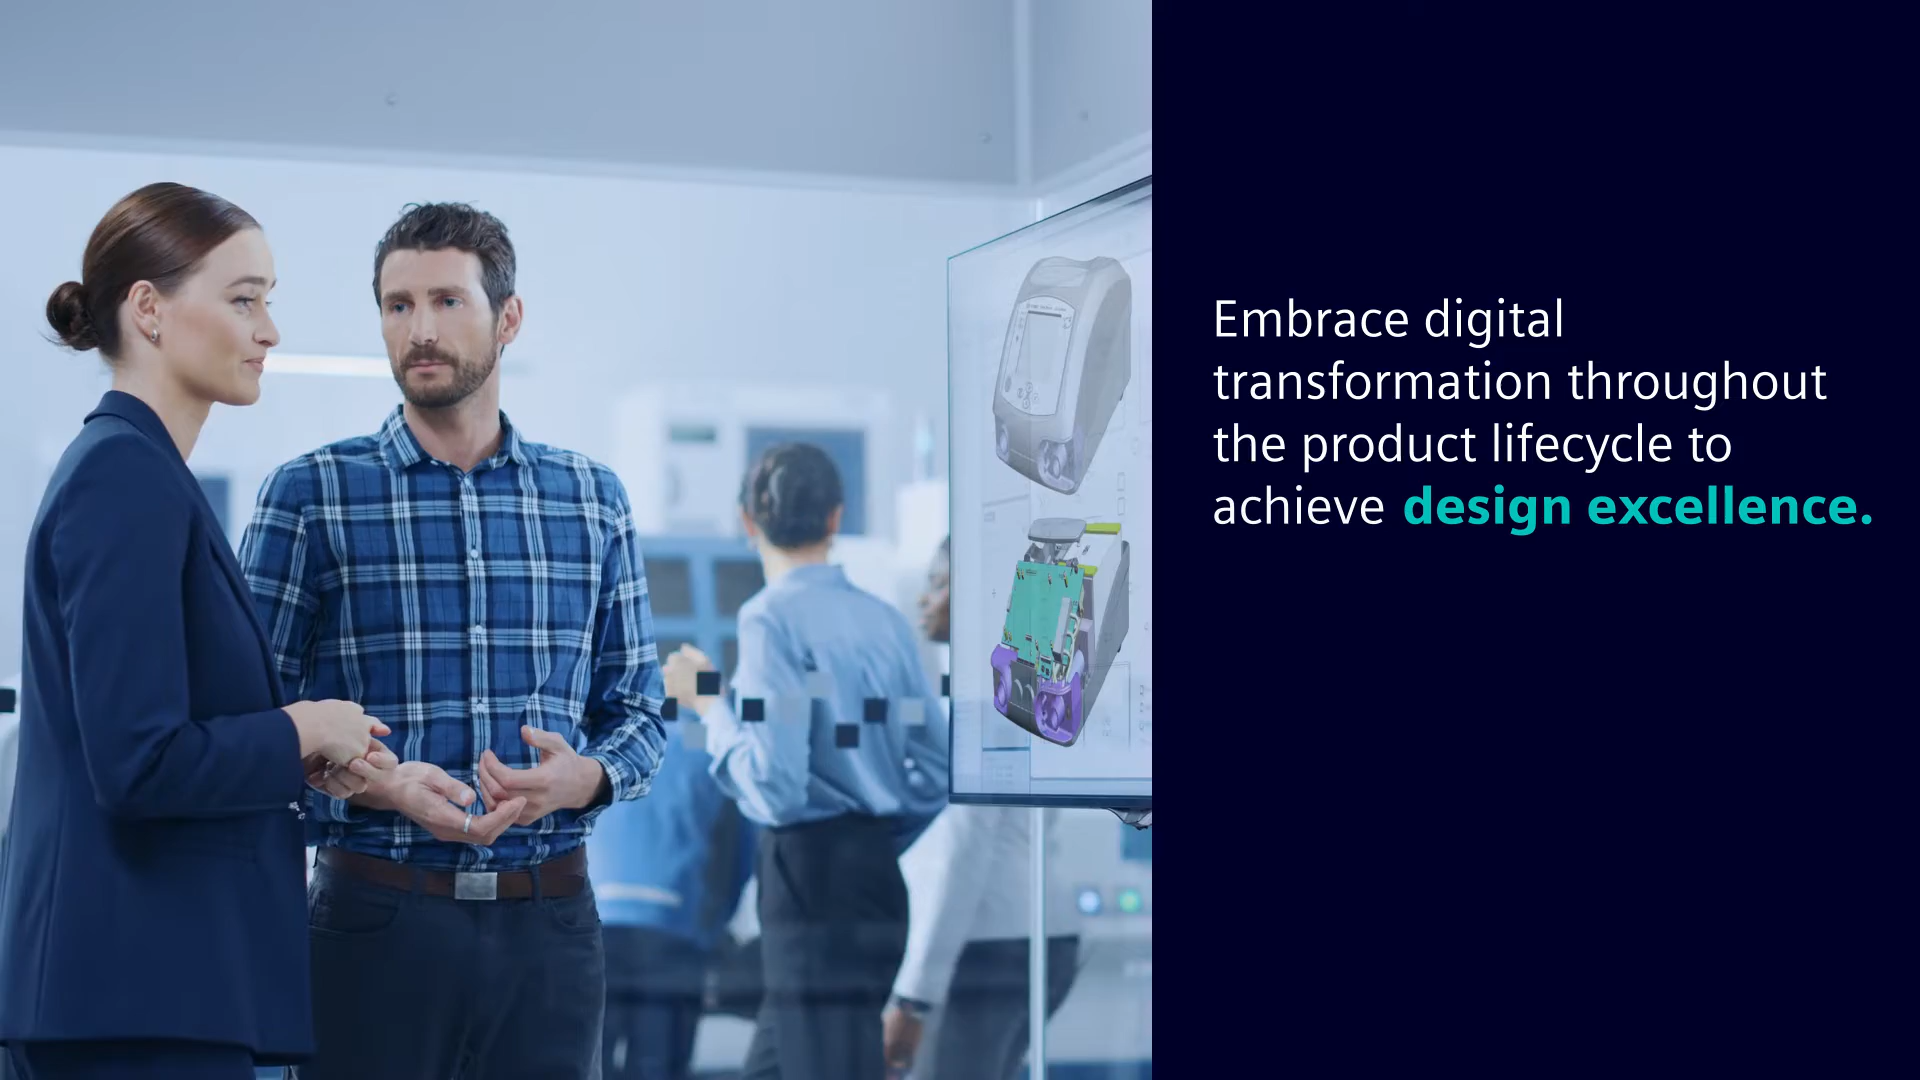 Embrace digital
transformation throughout
the product lifecycle to
achieve design excellence.